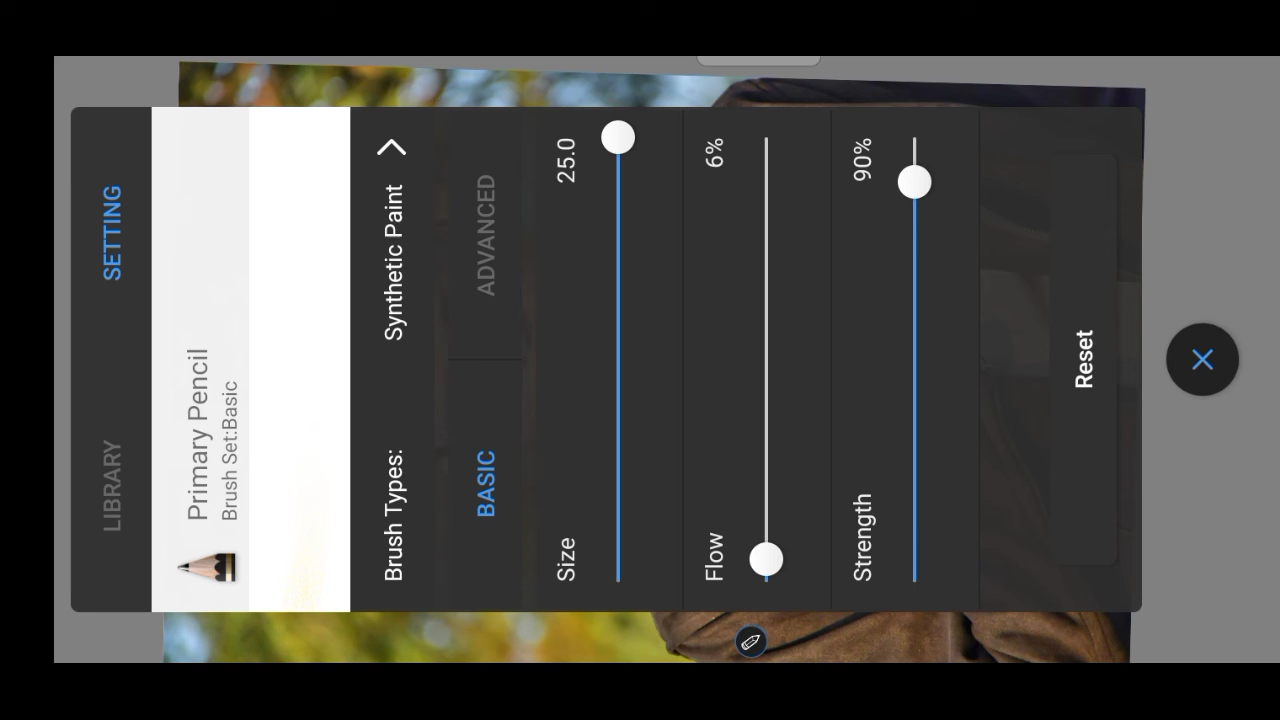 LIBRARY SETTING
Primary Pencil
Brush Set:Basic
Brush Types: Synthetic Paint
BASIC ADVANCED
Size 25.0
Flow 6%
Strength 90%
Reset